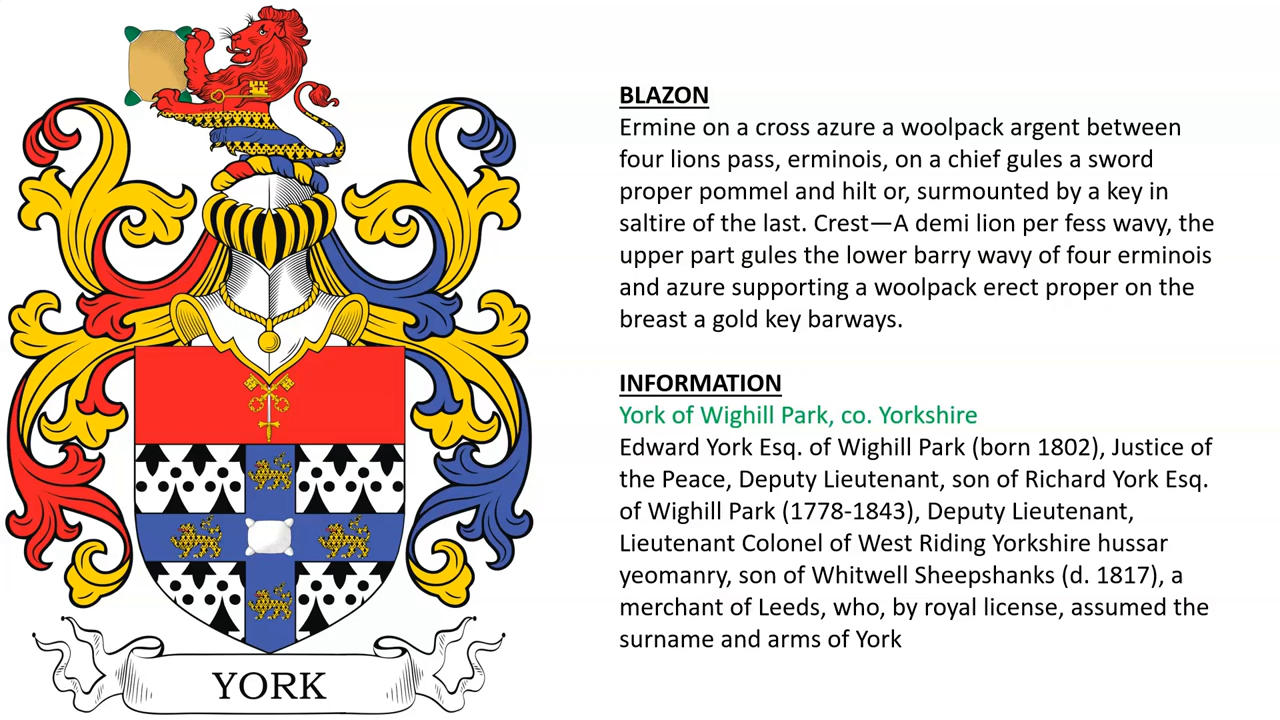 BLAZON
Ermine on a cross azure a woolpack argent between
four lions pass, erminois, on a chief gules a sword
proper pommel and hilt or, surmounted by a key in
saltire of the last. Crest—A demi lion per fess wavy, the
upper part gules the lower barry wavy of four erminois
and azure supporting a woolpack erect proper on the
breast a gold key barways.
INFORMATION
York of Wighill Park, co. Yorkshire
Edward York Esq. of Wighill Park (born 1802), Justice of
the Peace, Deputy Lieutenant, son of Richard York Esq.
of Wighill Park (1778-1843), Deputy Lieutenant,
Lieutenant Colonel of West Riding Yorkshire hussar
yeomanry, son of Whitwell Sheepshanks (d. 1817), a
merchant of Leeds, who, by royal license, assumed the
surname and arms of York
YORK